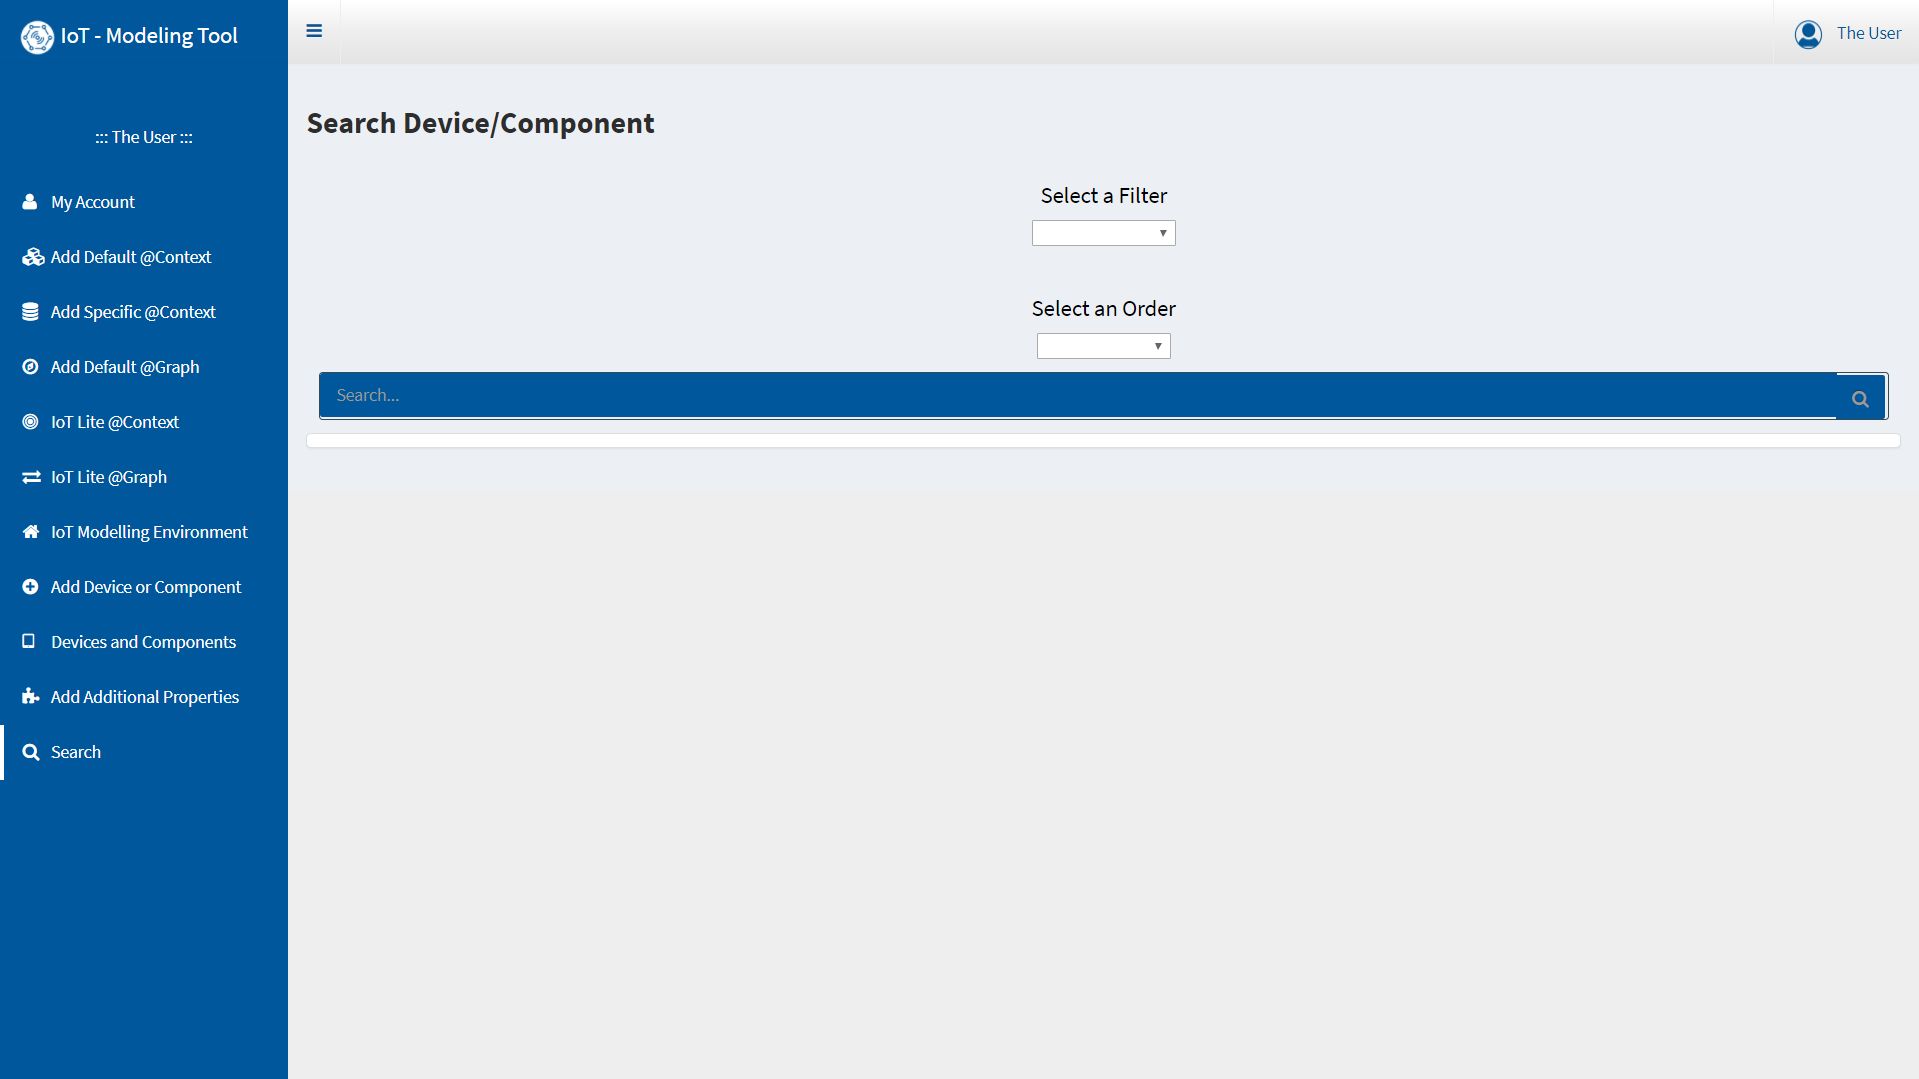 IoT - Modeling Tool
The User
::: The User :::
My Account
Add Default @Context
Add Specific @Context
Add Default @Graph
IoT Lite @Context
IoT Lite @Graph
IoT Modelling Environment
Add Device or Component
Devices and Components
Add Additional Properties
Search
Search Device/Component
Select a Filter
Select an Order
Search...